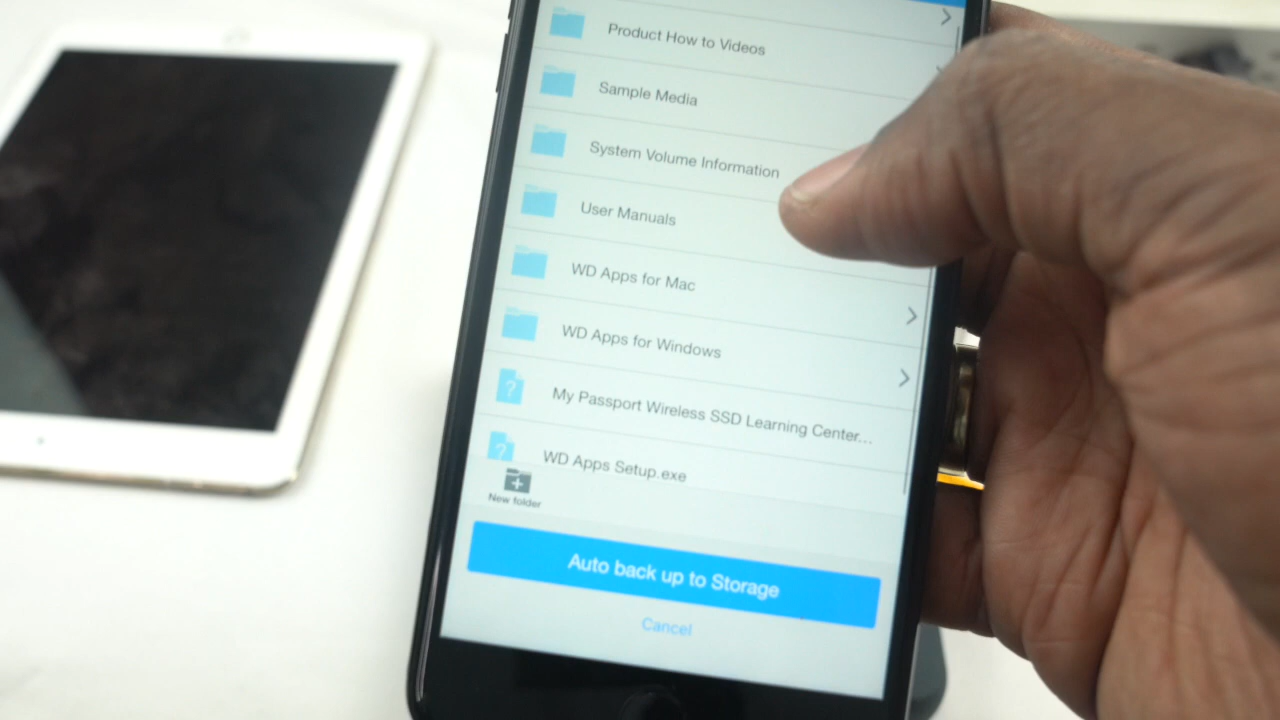 Product How to Videos
Sample Media
System Volume Information
User Manuals
WD Apps for Mac
WD Apps for Windows
My Passport Wireless SSD Learning Center...
WD Apps Setup.exe
New folder
Auto back up to Storage
Cancel